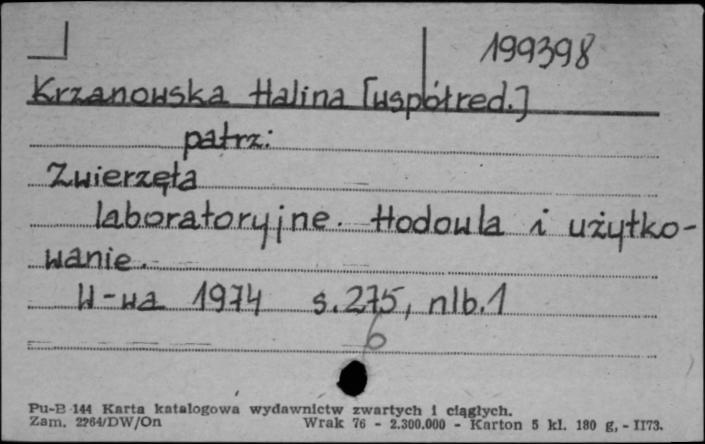 199398
Krzanowska Halina [współred.]
patrz:
Zwierzęta
laboratoryjne. Hodowla i użytko-
wanie.
W-wa 1974 s. 275, nlb. 1
6
Pu-B 144 Karta katalogowa wydawnictw zwartych i ciągłych.
Zam. 2264/DW/On Wrak 76 - 2.300.000 - Karton 5 kl. 180 g, - II73.